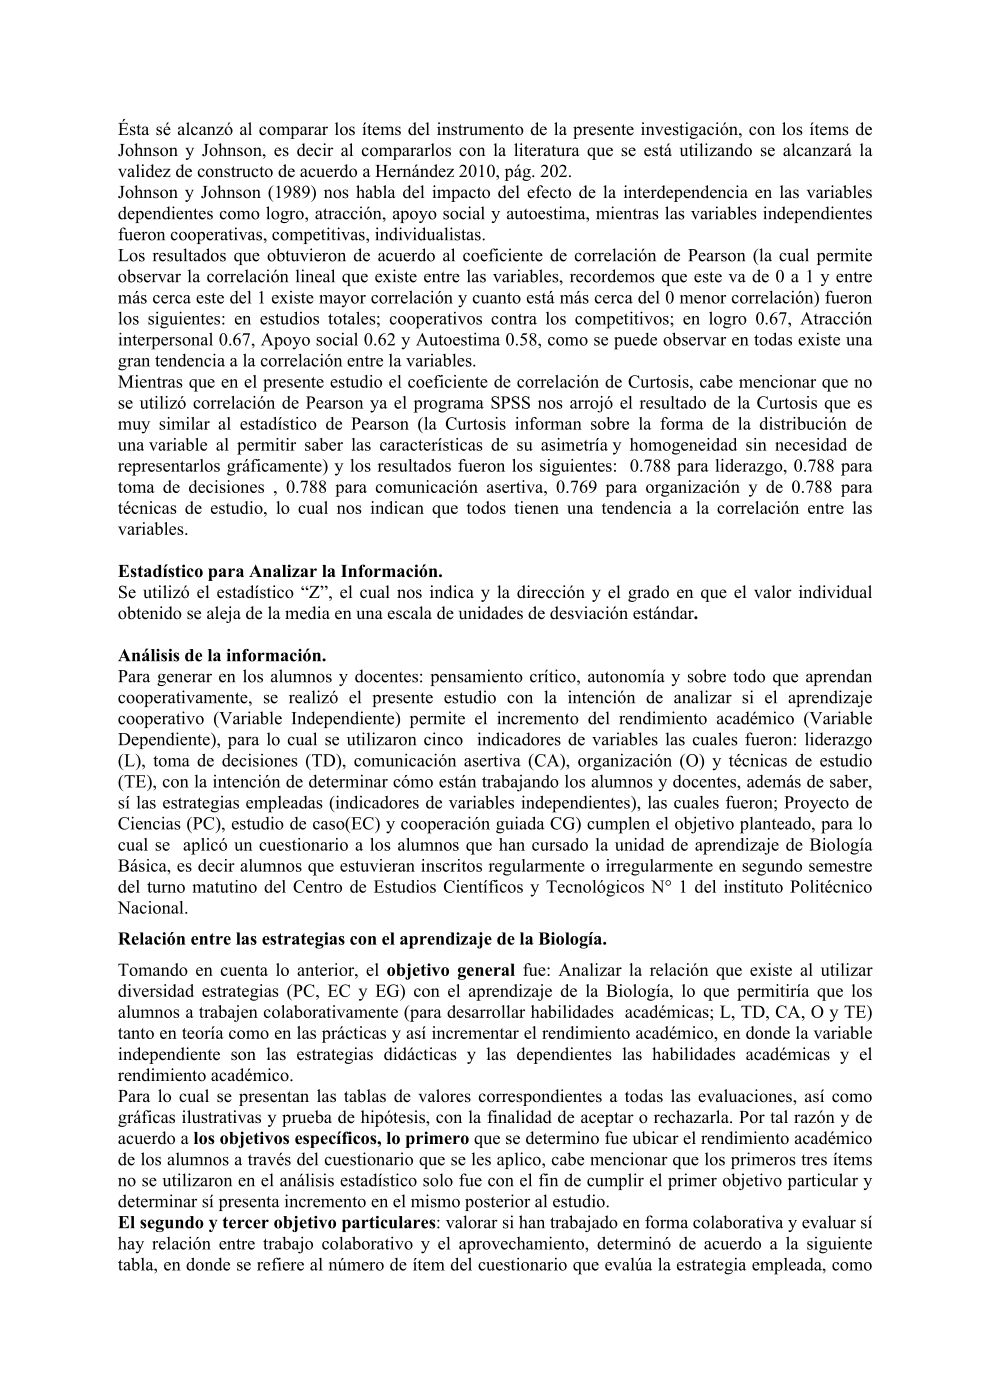 Ésta sé alcanzó al comparar los ítems del instrumento de la presente investigación, con los ítems de
Johnson y Johnson, es decir al compararlos con la literatura que se está utilizando se alcanzará la
validez de constructo de acuerdo a Hernández 2010, pág. 202.
Johnson y Johnson (1989) nos habla del impacto del efecto de la interdependencia en las variables
dependientes como logro, atracción, apoyo social y autoestima, mientras las variables independientes
fueron cooperativas, competitivas, individualistas.
Los resultados que obtuvieron de acuerdo al coeficiente de correlación de Pearson (la cual permite
observar la correlación lineal que existe entre las variables, recordemos que este va de 0 a 1 y entre
más cerca este del 1 existe mayor correlación y cuanto está más cerca del 0 menor correlación) fueron
los siguientes: en estudios totales; cooperativos contra los competitivos; en logro 0.67, Atracción
interpersonal 0.67, Apoyo social 0.62 y Autoestima 0.58, como se puede observar en todas existe una
gran tendencia a la correlación entre la variables.
Mientras que en el presente estudio el coeficiente de correlación de Curtosis, cabe mencionar que no
se utilizó correlación de Pearson ya el programa SPSS nos arrojó el resultado de la Curtosis que es
muy similar al estadístico de Pearson (la Curtosis informan sobre la forma de la distribución de
una variable al permitir saber las características de su asimetría y homogeneidad sin necesidad de
representarlos gráficamente) y los resultados fueron los siguientes: 0.788 para liderazgo, 0.788 para
toma de decisiones , 0.788 para comunicación asertiva, 0.769 para organización y de 0.788 para
técnicas de estudio, lo cual nos indican que todos tienen una tendencia a la correlación entre las
variables.
Estadístico para Analizar la Información.
Se utilizó el estadístico “Z”, el cual nos indica y la dirección y el grado en que el valor individual
obtenido se aleja de la media en una escala de unidades de desviación estándar.
Análisis de la información.
Para generar en los alumnos y docentes: pensamiento crítico, autonomía y sobre todo que aprendan
cooperativamente, se realizó el presente estudio con la intención de analizar si el aprendizaje
cooperativo (Variable Independiente) permite el incremento del rendimiento académico (Variable
Dependiente), para lo cual se utilizaron cinco indicadores de variables las cuales fueron: liderazgo
(L), toma de decisiones (TD), comunicación asertiva (CA), organización (O) y técnicas de estudio
(TE), con la intención de determinar cómo están trabajando los alumnos y docentes, además de saber,
sí las estrategias empleadas (indicadores de variables independientes), las cuales fueron; Proyecto de
Ciencias (PC), estudio de caso(EC) y cooperación guiada CG) cumplen el objetivo planteado, para lo
cual se aplicó un cuestionario a los alumnos que han cursado la unidad de aprendizaje de Biología
Básica, es decir alumnos que estuvieran inscritos regularmente o irregularmente en segundo semestre
del turno matutino del Centro de Estudios Científicos y Tecnológicos N° 1 del instituto Politécnico
Nacional.
Relación entre las estrategias con el aprendizaje de la Biología.
Tomando en cuenta lo anterior, el objetivo general fue: Analizar la relación que existe al utilizar
diversidad estrategias (PC, EC y EG) con el aprendizaje de la Biología, lo que permitiría que los
alumnos a trabajen colaborativamente (para desarrollar habilidades académicas; L, TD, CA, O y TE)
tanto en teoría como en las prácticas y así incrementar el rendimiento académico, en donde la variable
independiente son las estrategias didácticas y las dependientes las habilidades académicas y el
rendimiento académico.
Para lo cual se presentan las tablas de valores correspondientes a todas las evaluaciones, así como
gráficas ilustrativas y prueba de hipótesis, con la finalidad de aceptar o rechazarla. Por tal razón y de
acuerdo a los objetivos específicos, lo primero que se determino fue ubicar el rendimiento académico
de los alumnos a través del cuestionario que se les aplico, cabe mencionar que los primeros tres ítems
no se utilizaron en el análisis estadístico solo fue con el fin de cumplir el primer objetivo particular y
determinar sí presenta incremento en el mismo posterior al estudio.
El segundo y tercer objetivo particulares: valorar si han trabajado en forma colaborativa y evaluar sí
hay relación entre trabajo colaborativo y el aprovechamiento, determinó de acuerdo a la siguiente
tabla, en donde se refiere al número de ítem del cuestionario que evalúa la estrategia empleada, como